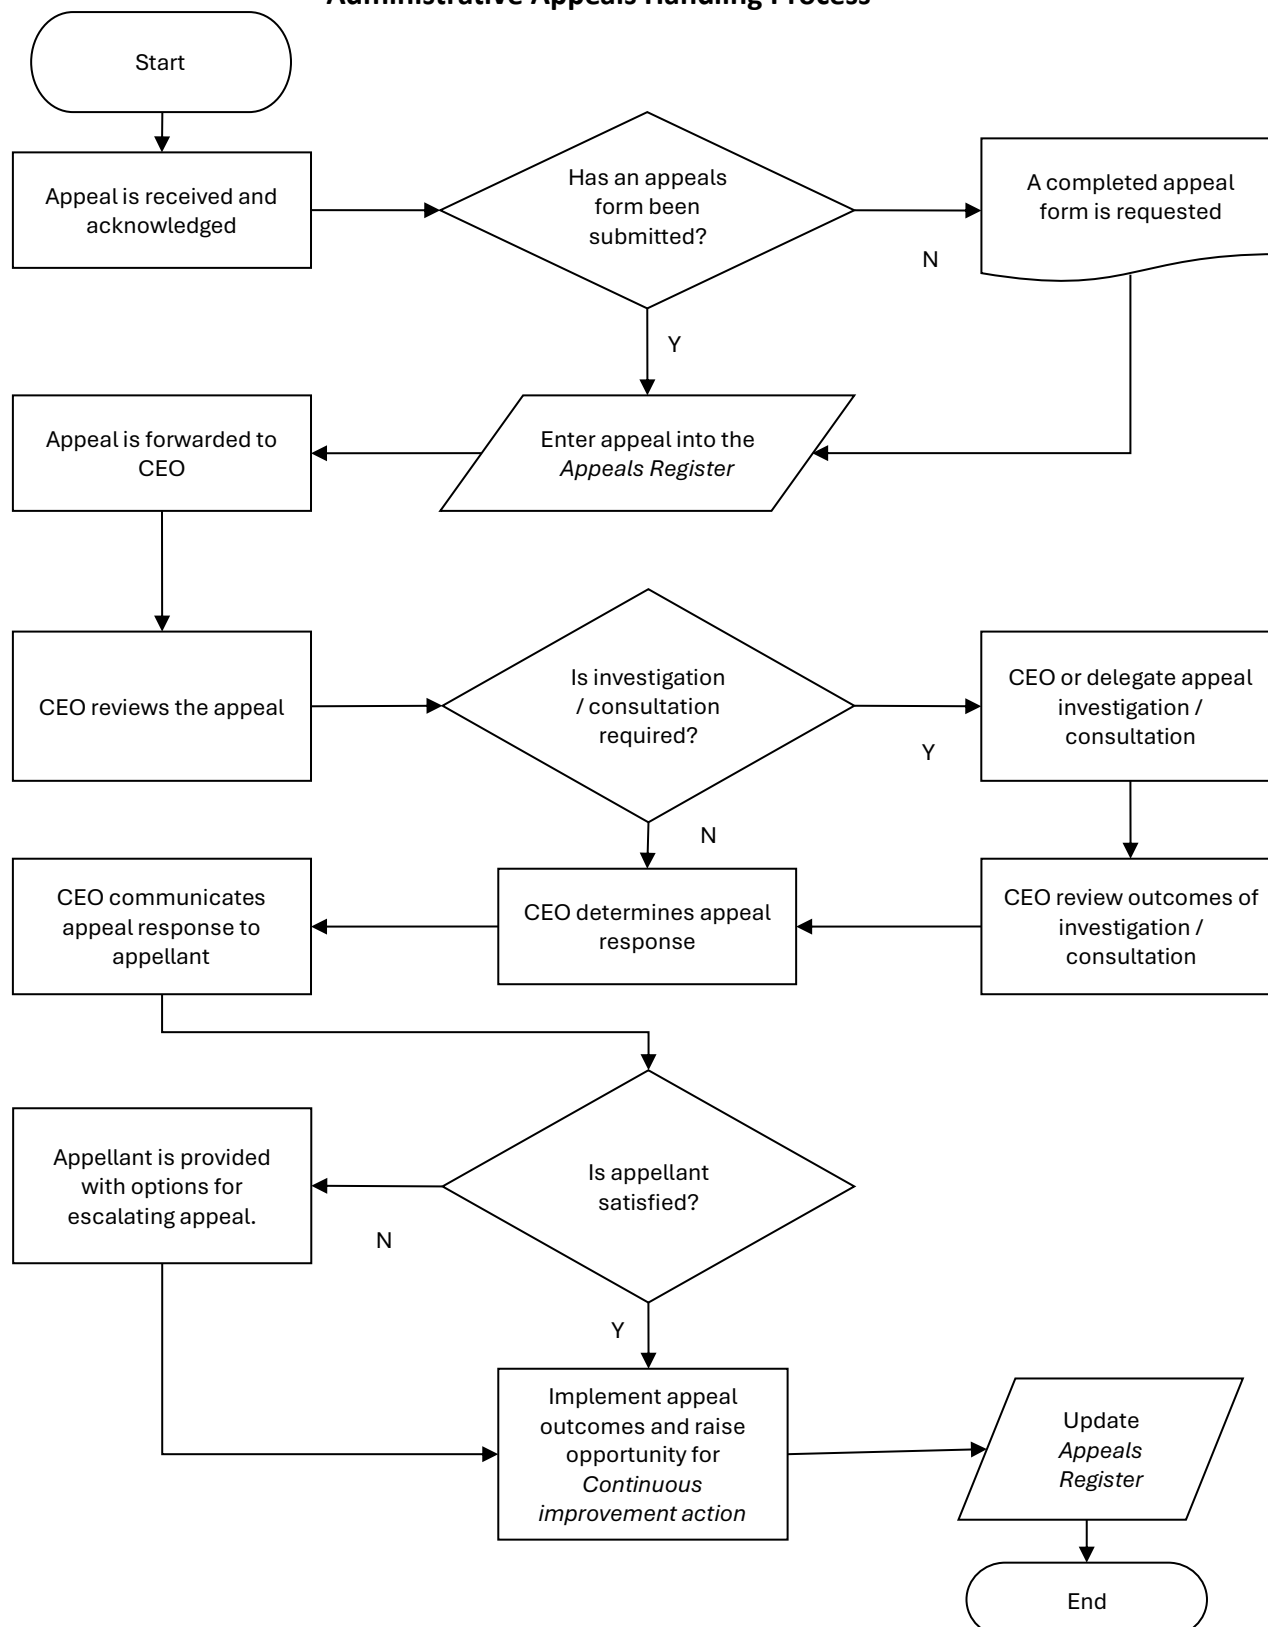 Administrative Appeals Handling Process
Start
Appeal is received and
acknowledged
Has an appeals
form been
submitted?
A completed appeal
form is requested
N
Y
Appeal is forwarded to
CEO
Enter appeal into the
Appeals Register
CEO reviews the appeal
Is investigation
/ consultation
required?
CEO or delegate appeal
investigation /
consultation
Y
N
CEO communicates
appeal response to
appellant
CEO determines appeal
response
CEO review outcomes of
investigation /
consultation
Appellant is provided
with options for
escalating appeal.
Is appellant
satisfied?
N
Y
Implement appeal
outcomes and raise
opportunity for
Continuous
improvement action
Update
Appeals
Register
End